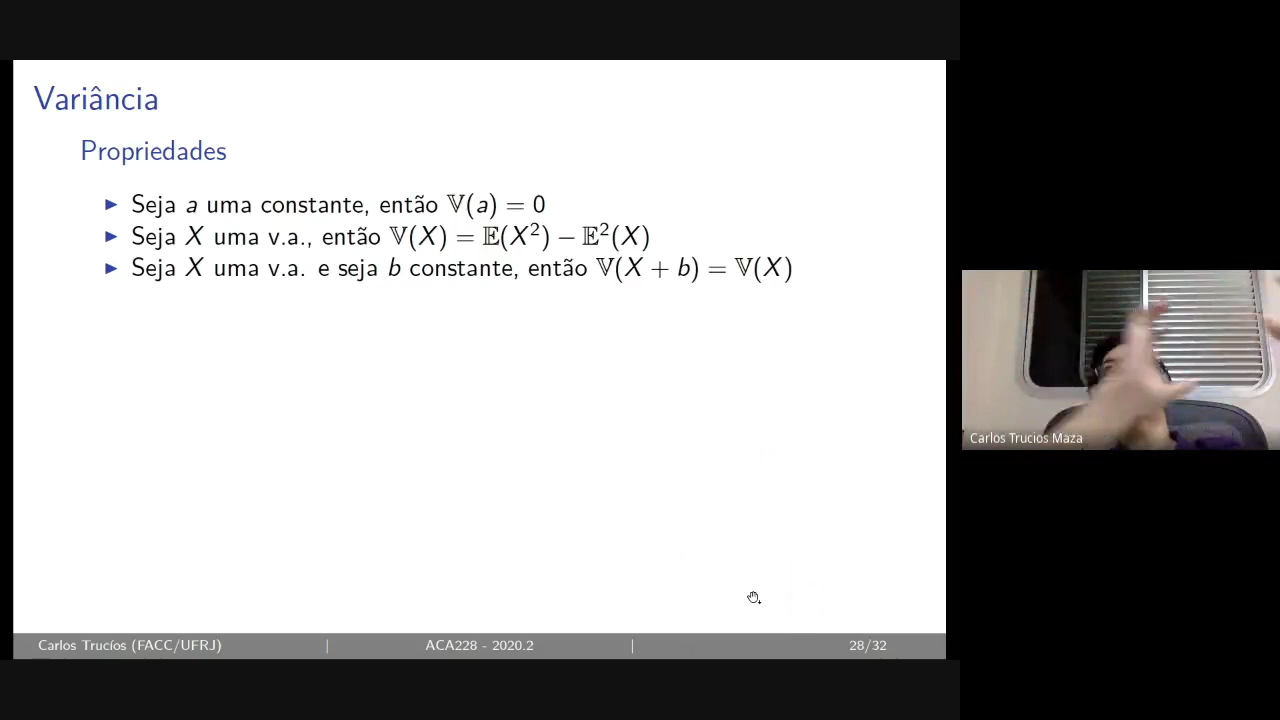 Variância
Propriedades
▶ Seja a uma constante, então 𝕍(a) = 0
▶ Seja X uma v.a., então 𝕍(X) = 𝔼(X²) − 𝔼²(X)
▶ Seja X uma v.a. e seja b constante, então 𝕍(X + b) = 𝕍(X)
Carlos Trucios Maza
Carlos Trucíos (FACC/UFRJ) | ACA228 - 2020.2 | 28/32